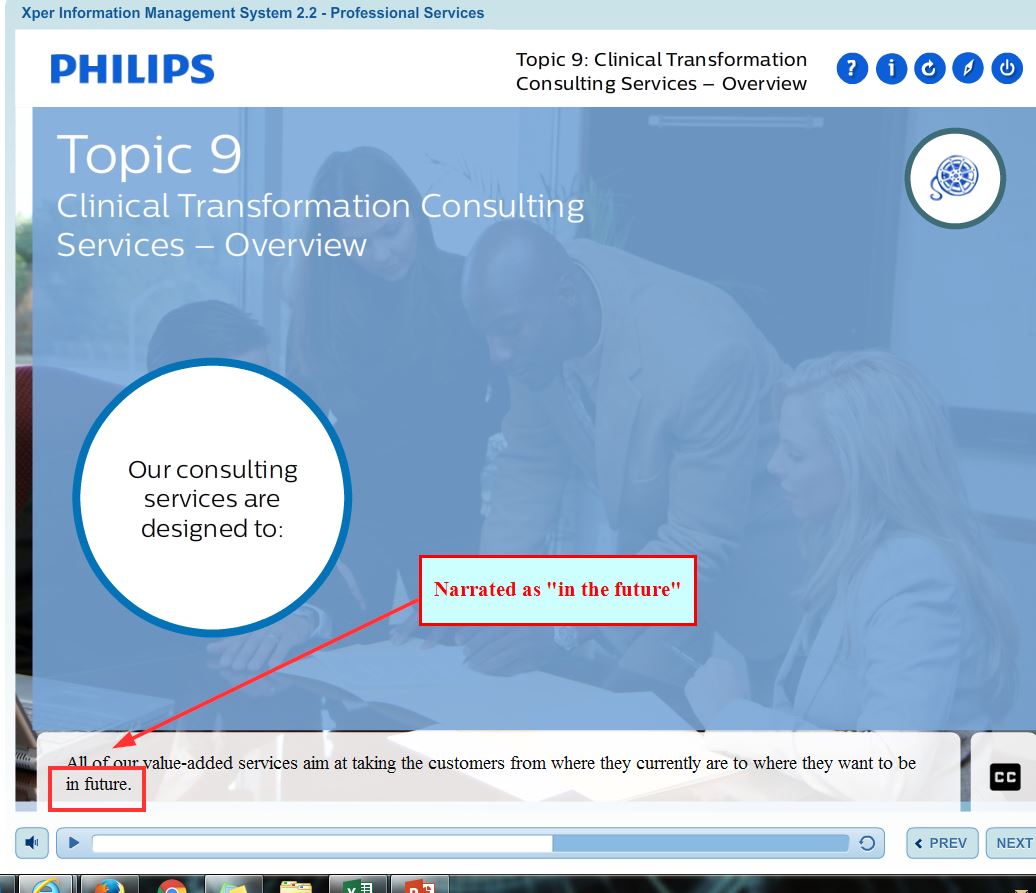 Xper Information Management System 2.2 - Professional Services
PHILIPS
Topic 9: Clinical Transformation
Consulting Services – Overview
?
i
Topic 9
Clinical Transformation Consulting
Services – Overview
Our consulting
services are
designed to:
Narrated as "in the future"
All of our value-added services aim at taking the customers from where they currently are to where they want to be
in future.
CC
PREV
NEXT